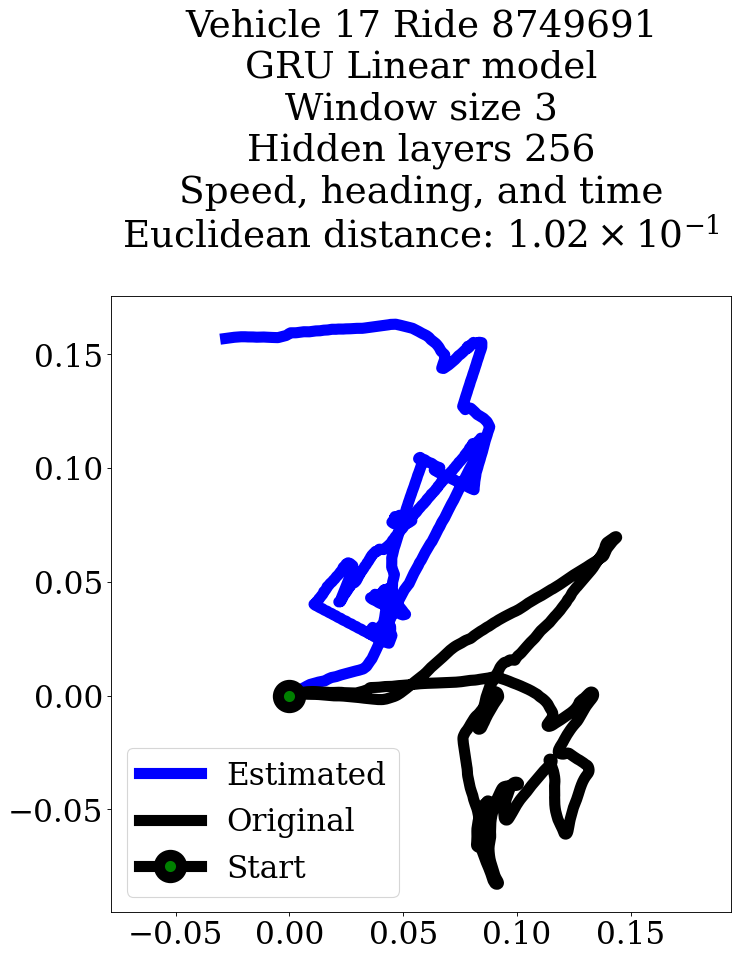 Vehicle 17 Ride 8749691
GRU Linear model
Window size 3
Hidden layers 256
Speed, heading, and time
Euclidean distance: 1.02 × 10⁻¹
0.15
0.10
0.05
0.00
−0.05
Estimated
Original
Start
−0.05 0.00 0.05 0.10 0.15